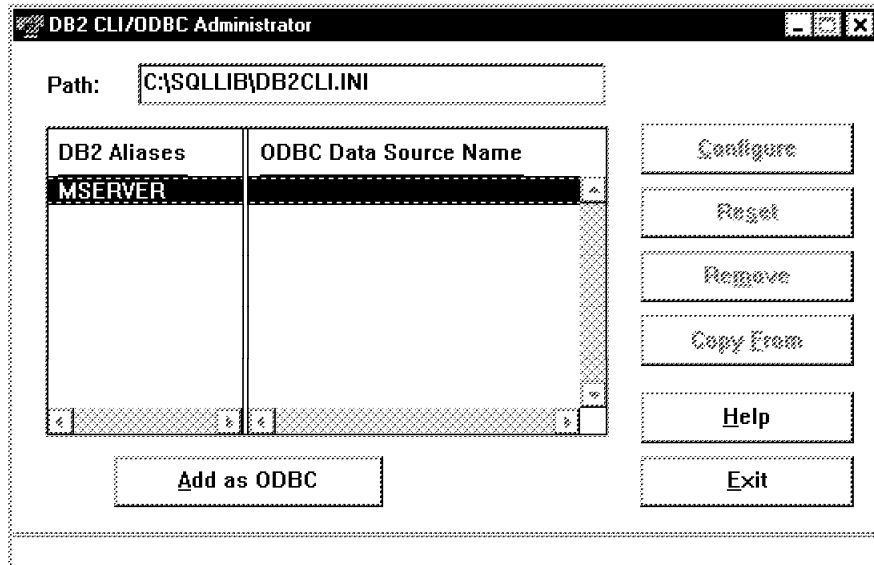 DB2 CLI/ODBC Administrator
Path: C:\SQLLIB\DB2CLI.INI
DB2 Aliases ODBC Data Source Name
MSERVER
Configure
Reset
Remove
Copy From
Help
Add as ODBC
Exit